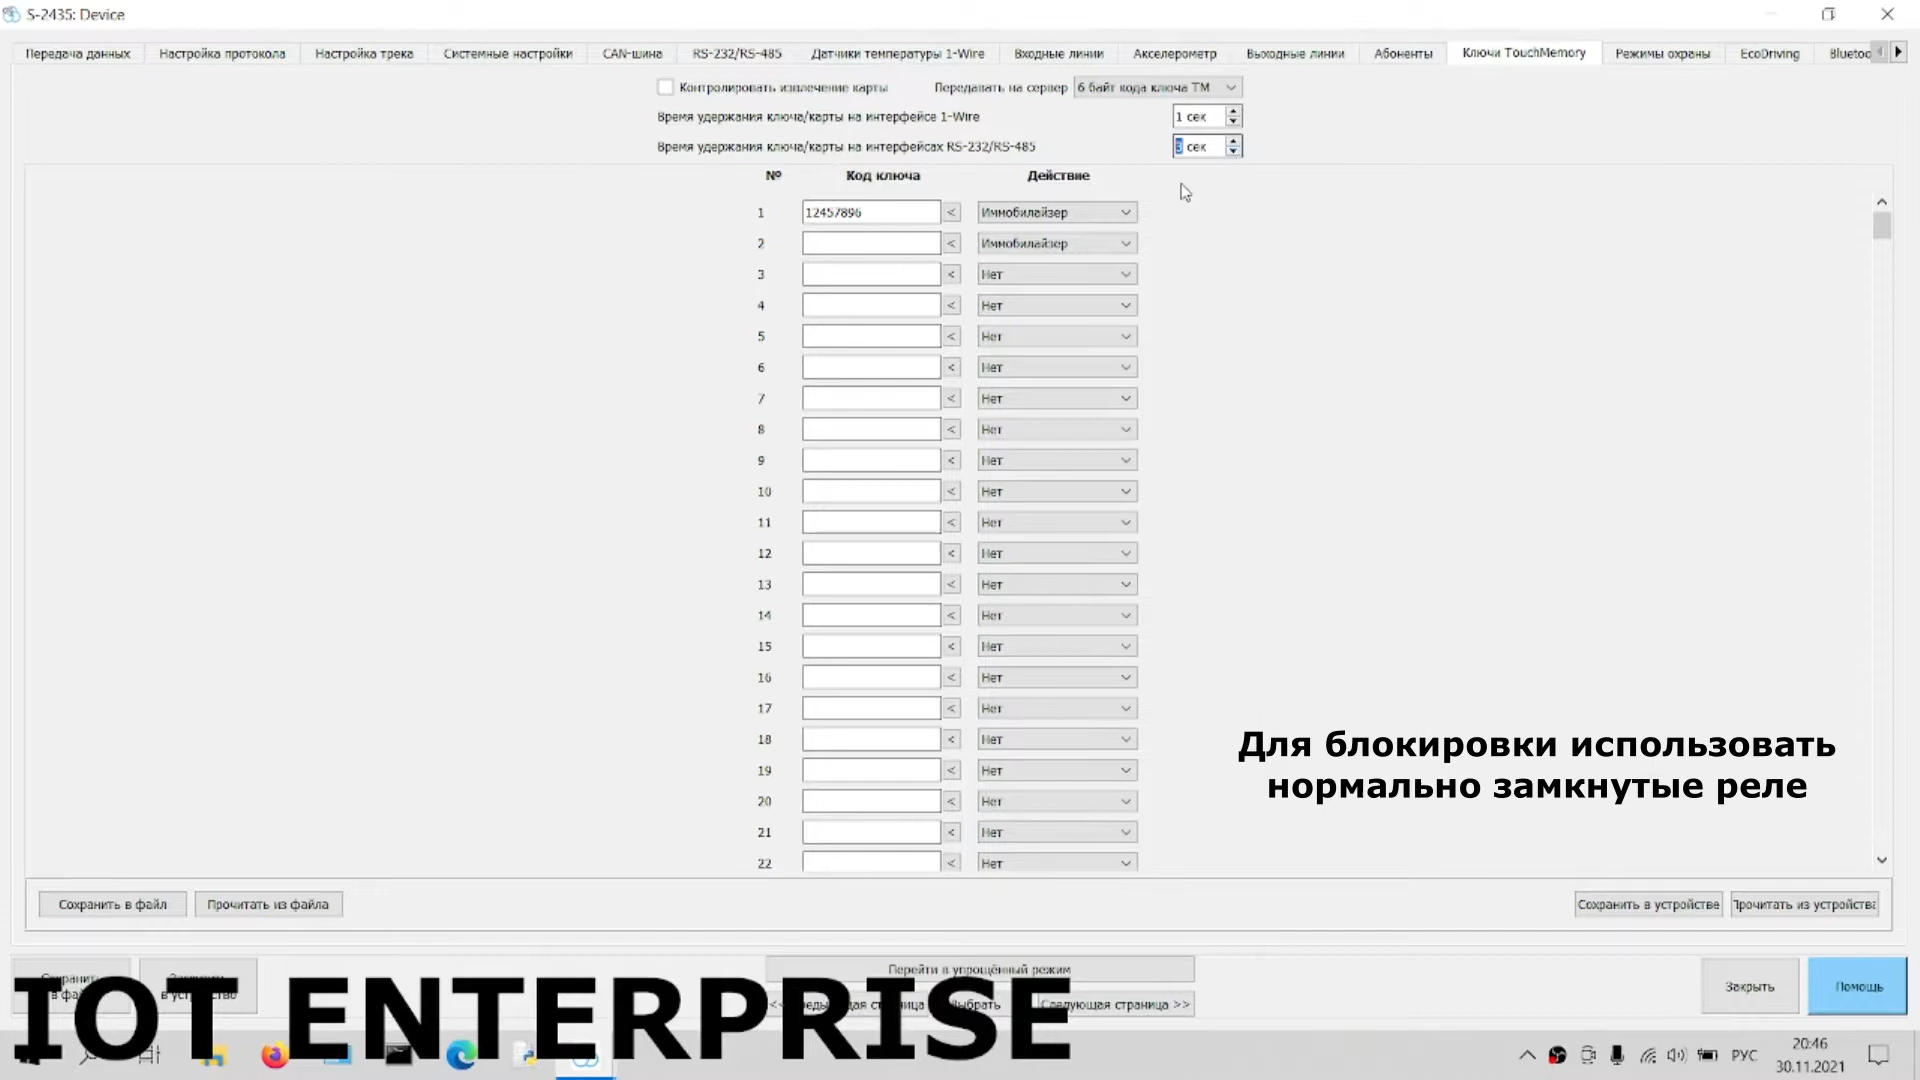 S-2435: Device
Передача данных Настройка протокола Настройка трека Системные настройки CAN-шина RS-232/RS-485 Датчики температуры 1-Wire Входные линии Акселерометр Выходные линии Абоненты Ключи TouchMemory Режимы охраны EcoDriving Bluetoo
Контролировать извлечение карты Передавать на сервер 6 байт кода ключа ТМ
Время удержания ключа/карты на интерфейсе 1-Wire 1 сек
Время удержания ключа/карты на интерфейсах RS-232/RS-485 3 сек
№ Код ключа Действие
1 12457896 < Иммобилайзер
2 < Иммобилайзер
3 < Нет
4 < Нет
5 < Нет
6 < Нет
7 < Нет
8 < Нет
9 < Нет
10 < Нет
11 < Нет
12 < Нет
13 < Нет
14 < Нет
15 < Нет
16 < Нет
17 < Нет
18 < Нет
19 < Нет
20 < Нет
21 < Нет
22 < Нет
Для блокировки использовать
нормально замкнутые реле
Сохранить в файл Прочитать из файла Сохранить в устройстве Прочитать из устройства
Перейти в упрощённый режим
Выбрать Следующая страница >>
Закрыть Помощь
IOT ENTERPRISE
РУС 20:46
30.11.2021